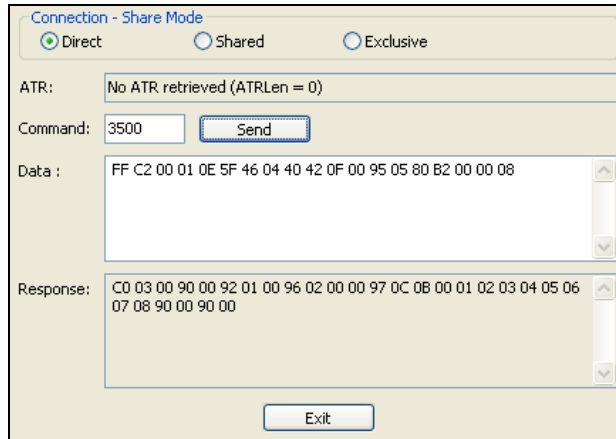 Connection - Share Mode
Direct Shared Exclusive
ATR: No ATR retrieved (ATRLen = 0)
Command: 3500 Send
Data : FF C2 00 01 0E 5F 46 04 40 42 0F 00 95 05 80 B2 00 00 08
Response: C0 03 00 90 00 92 01 00 96 02 00 00 97 0C 0B 00 01 02 03 04 05 06
07 08 90 00 90 00
Exit